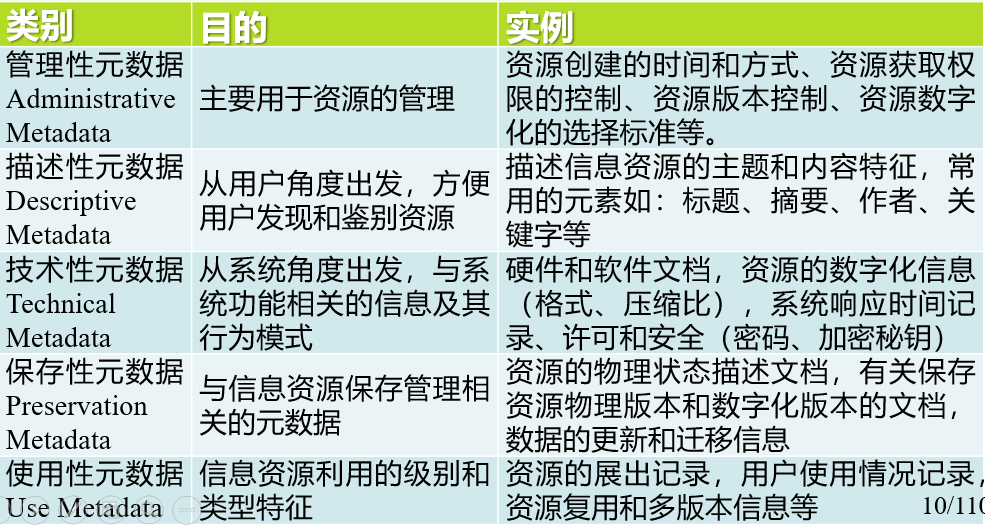 类别 目的 实例
管理性元数据
Administrative
Metadata
主要用于资源的管理
资源创建的时间和方式、资源获取权
限的控制、资源版本控制、资源数字
化的选择标准等。
描述性元数据
Descriptive
Metadata
从用户角度出发，方便
用户发现和鉴别资源
描述信息资源的主题和内容特征，常
用的元素如：标题、摘要、作者、关
键字等
技术性元数据
Technical
Metadata
从系统角度出发，与系
统功能相关的信息及其
行为模式
硬件和软件文档，资源的数字化信息
（格式、压缩比），系统响应时间记
录、许可和安全（密码、加密秘钥）
保存性元数据
Preservation
Metadata
与信息资源保存管理相
关的元数据
资源的物理状态描述文档，有关保存
资源物理版本和数字化版本的文档，
数据的更新和迁移信息
使用性元数据
Use Metadata
信息资源利用的级别和
类型特征
资源的展出记录，用户使用情况记录，
资源复用和多版本信息等
10/110